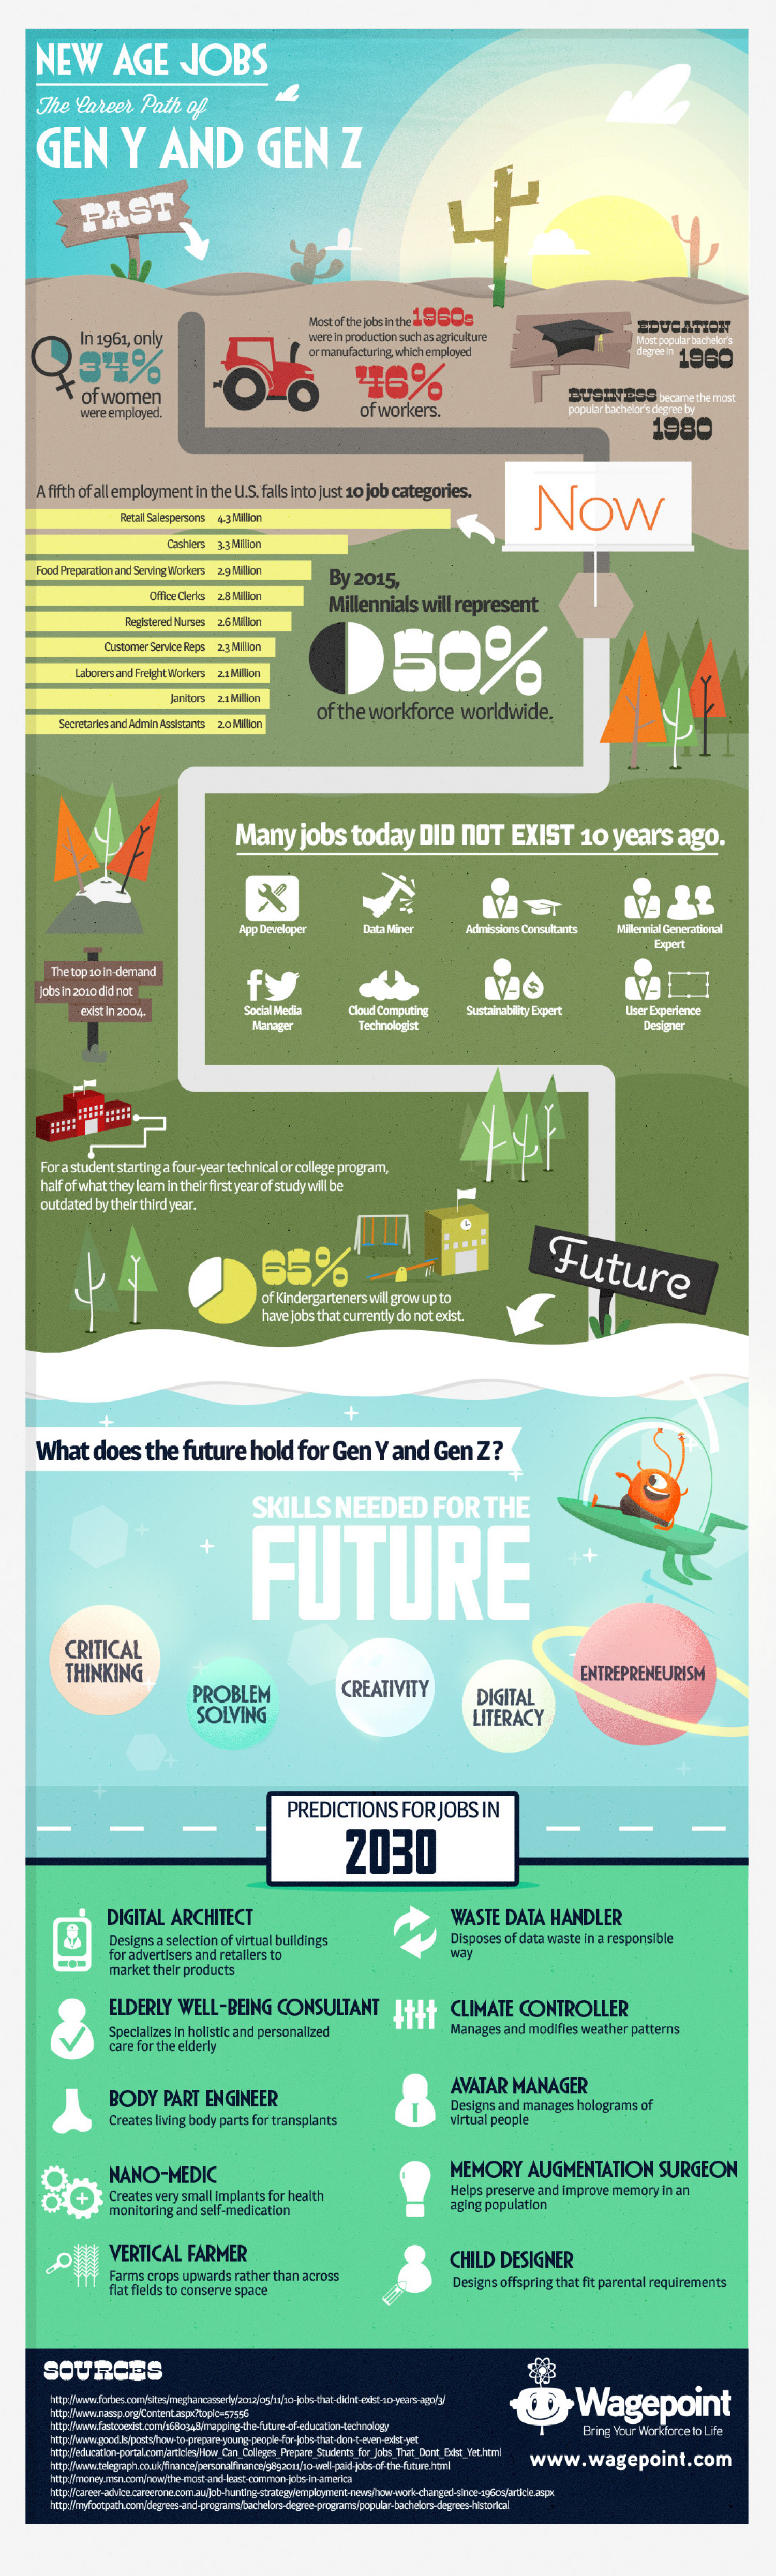 NEW AGE JOBS
The Career Path of
GEN Y AND GEN Z
PAST
In 1961, only
34%
of women
were employed.
Most of the jobs in the 1960s
were in production such as agriculture
or manufacturing, which employed
46%
of workers.
EDUCATION
Most popular bachelor's
degree in 1960
BUSINESS became the most
popular bachelor's degree by
1980
A fifth of all employment in the U.S. falls into just 10 job categories.
Now
Retail Salespersons 4.3 Million
Cashiers 3.3 Million
Food Preparation and Serving Workers 2.9 Million
Office Clerks 2.8 Million
Registered Nurses 2.6 Million
Customer Service Reps 2.3 Million
Laborers and Freight Workers 2.1 Million
Janitors 2.1 Million
Secretaries and Admin Assistants 2.0 Million
By 2015,
Millennials will represent
50%
of the workforce worldwide.
Many jobs today DID NOT EXIST 10 years ago.
App Developer
Data Miner
Admissions Consultants
Millennial Generational
Expert
Social Media
Manager
Cloud Computing
Technologist
Sustainability Expert
User Experience
Designer
The top 10 in-demand
jobs in 2010 did not
exist in 2004.
For a student starting a four-year technical or college program,
half of what they learn in their first year of study will be
outdated by their third year.
65%
of Kindergarteners will grow up to
have jobs that currently do not exist.
Future
What does the future hold for Gen Y and Gen Z?
SKILLS NEEDED FOR THE
FUTURE
CRITICAL
THINKING
PROBLEM
SOLVING
CREATIVITY
DIGITAL
LITERACY
ENTREPRENEURISM
PREDICTIONS FOR JOBS IN
2030
DIGITAL ARCHITECT
Designs a selection of virtual buildings
for advertisers and retailers to
market their products
WASTE DATA HANDLER
Disposes of data waste in a responsible
way
ELDERLY WELL-BEING CONSULTANT
Specializes in holistic and personalized
care for the elderly
CLIMATE CONTROLLER
Manages and modifies weather patterns
BODY PART ENGINEER
Creates living body parts for transplants
AVATAR MANAGER
Designs and manages holograms of
virtual people
NANO-MEDIC
Creates very small implants for health
monitoring and self-medication
MEMORY AUGMENTATION SURGEON
Helps preserve and improve memory in an
aging population
VERTICAL FARMER
Farms crops upwards rather than across
flat fields to conserve space
CHILD DESIGNER
Designs offspring that fit parental requirements
SOURCES
http://www.forbes.com/sites/meghancasserly/2012/05/11/10-jobs-that-didnt-exist-10-years-ago/3/
http://www.nassp.org/Content.aspx?topic=57556
http://www.fastcoexist.com/1680348/mapping-the-future-of-education-technology
http://www.good.is/posts/how-to-prepare-young-people-for-jobs-that-don-t-even-exist-yet
http://education-portal.com/articles/How_Can_Colleges_Prepare_Students_for_Jobs_That_Dont_Exist_Yet.html
http://www.telegraph.co.uk/finance/personalfinance/9892011/10-well-paid-jobs-of-the-future.html
http://money.msn.com/now/the-most-and-least-common-jobs-in-america
http://career-advice.careerone.com.au/job-hunting-strategy/employment-news/how-work-changed-since-1960s/article.aspx
http://myfootpath.com/degrees-and-programs/bachelors-degree-programs/popular-bachelors-degrees-historical
Wagepoint
Bring Your Workforce to Life
www.wagepoint.com